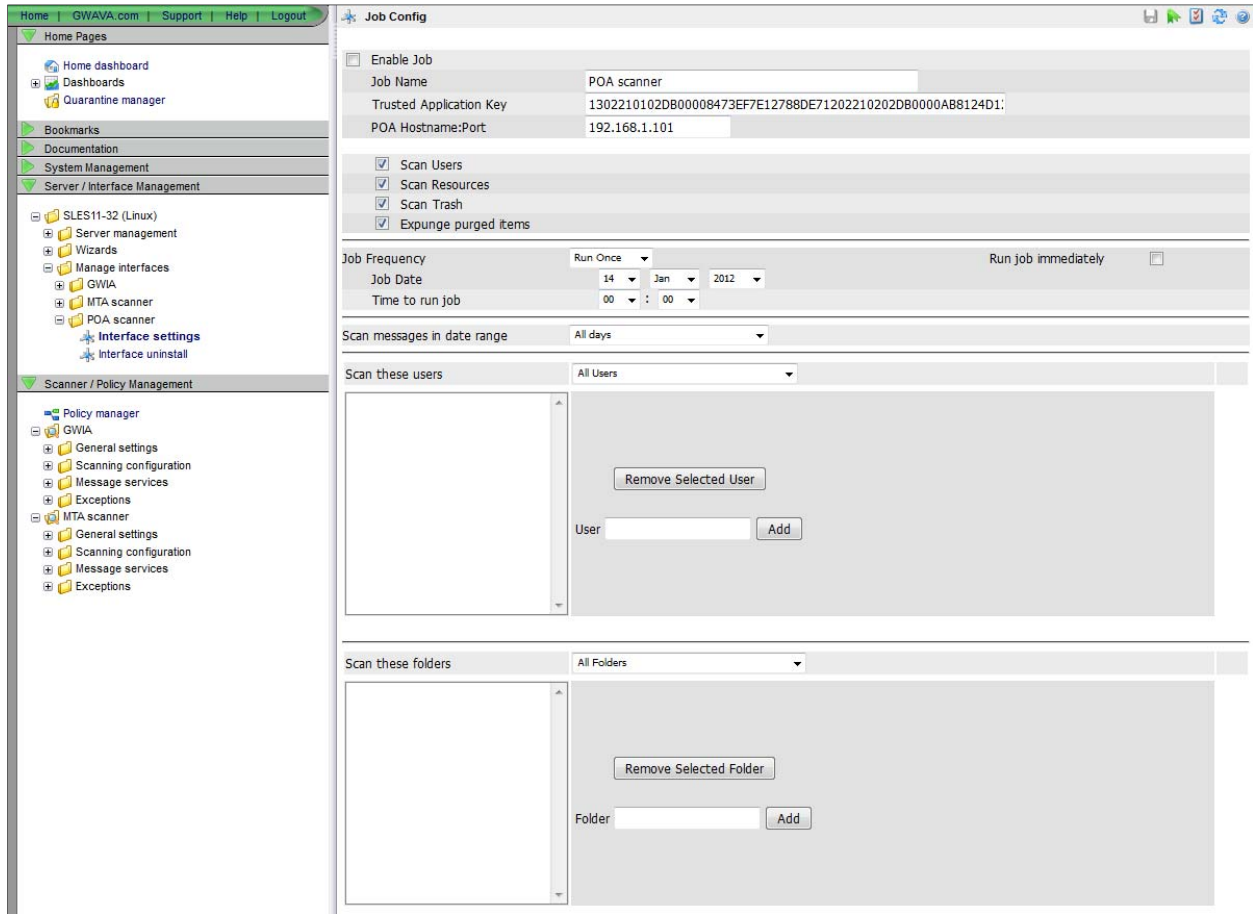 Home | GWAVA.com | Support | Help | Logout
Home Pages
Home dashboard
Dashboards
Quarantine manager
Bookmarks
Documentation
System Management
Server / Interface Management
SLES11-32 (Linux)
Server management
Wizards
Manage interfaces
GWIA
MTA scanner
POA scanner
Interface settings
Interface uninstall
Scanner / Policy Management
Policy manager
GWIA
General settings
Scanning configuration
Message services
Exceptions
MTA scanner
General settings
Scanning configuration
Message services
Exceptions
Job Config
Enable Job
Job Name POA scanner
Trusted Application Key 1302210102DB00008473EF7E12788DE71202210202DB0000AB8124D1
POA Hostname:Port 192.168.1.101
Scan Users
Scan Resources
Scan Trash
Expunge purged items
Job Frequency Run Once Run job immediately
Job Date 14 Jan 2012
Time to run job 00 : 00
Scan messages in date range All days
Scan these users All Users
Remove Selected User
User Add
Scan these folders All Folders
Remove Selected Folder
Folder Add